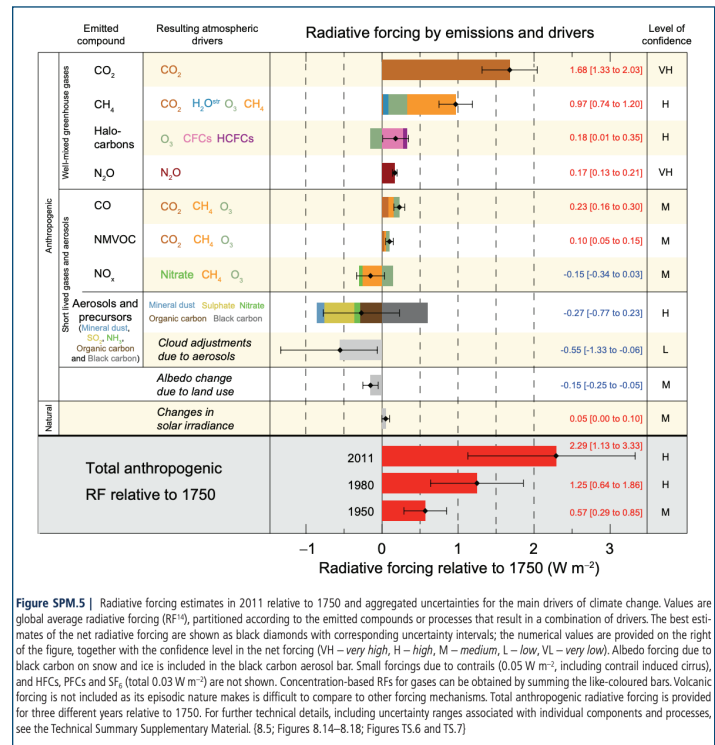 Emitted compound
Resulting atmospheric drivers
Radiative forcing by emissions and drivers
Level of confidence
Anthropogenic
Well-mixed greenhouse gases
CO₂ CO₂ 1.68 [1.33 to 2.03] VH
CH₄ CO₂ H₂Oˢᵗʳ O₃ CH₄ 0.97 [0.74 to 1.20] H
Halo-
carbons O₃ CFCs HCFCs 0.18 [0.01 to 0.35] H
N₂O N₂O 0.17 [0.13 to 0.21] VH
Short lived gases and aerosols
CO CO₂ CH₄ O₃ 0.23 [0.16 to 0.30] M
NMVOC CO₂ CH₄ O₃ 0.10 [0.05 to 0.15] M
NOₓ Nitrate CH₄ O₃ -0.15 [-0.34 to 0.03] M
Aerosols and
precursors
(Mineral dust,
SO₂, NH₃,
Organic carbon
and Black carbon)
Mineral dust Sulphate Nitrate
Organic carbon Black carbon
-0.27 [-0.77 to 0.23] H
Cloud adjustments
due to aerosols
-0.55 [-1.33 to -0.06] L
Albedo change
due to land use
-0.15 [-0.25 to -0.05] M
Natural
Changes in
solar irradiance
0.05 [0.00 to 0.10] M
Total anthropogenic
RF relative to 1750
2011 2.29 [1.13 to 3.33] H
1980 1.25 [0.64 to 1.86] H
1950 0.57 [0.29 to 0.85] M
−1 0 1 2 3
Radiative forcing relative to 1750 (W m⁻²)
Figure SPM.5 | Radiative forcing estimates in 2011 relative to 1750 and aggregated uncertainties for the main drivers of climate change. Values are
global average radiative forcing (RF¹⁴), partitioned according to the emitted compounds or processes that result in a combination of drivers. The best esti-
mates of the net radiative forcing are shown as black diamonds with corresponding uncertainty intervals; the numerical values are provided on the right
of the figure, together with the confidence level in the net forcing (VH – very high, H – high, M – medium, L – low, VL – very low). Albedo forcing due to
black carbon on snow and ice is included in the black carbon aerosol bar. Small forcings due to contrails (0.05 W m⁻², including contrail induced cirrus),
and HFCs, PFCs and SF₆ (total 0.03 W m⁻²) are not shown. Concentration-based RFs for gases can be obtained by summing the like-coloured bars. Volcanic
forcing is not included as its episodic nature makes is difficult to compare to other forcing mechanisms. Total anthropogenic radiative forcing is provided
for three different years relative to 1750. For further technical details, including uncertainty ranges associated with individual components and processes,
see the Technical Summary Supplementary Material. {8.5; Figures 8.14–8.18; Figures TS.6 and TS.7}